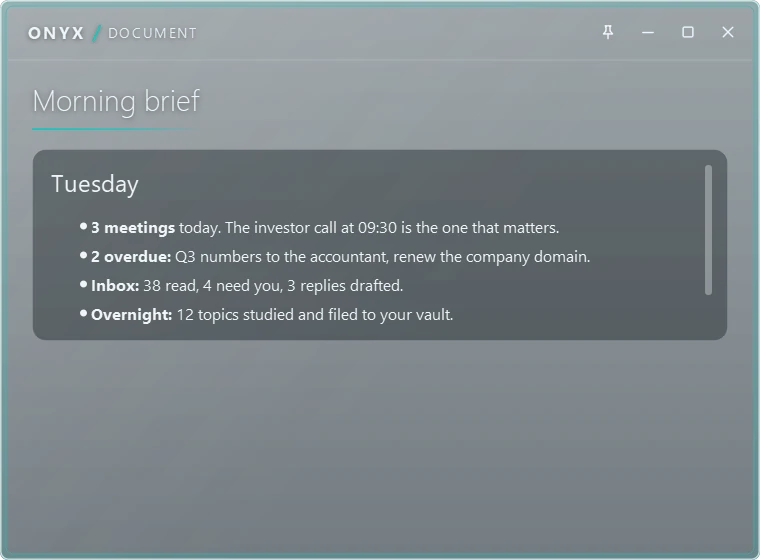 ONYX / DOCUMENT
Morning brief
Tuesday
• 3 meetings today. The investor call at 09:30 is the one that matters.
• 2 overdue: Q3 numbers to the accountant, renew the company domain.
• Inbox: 38 read, 4 need you, 3 replies drafted.
• Overnight: 12 topics studied and filed to your vault.